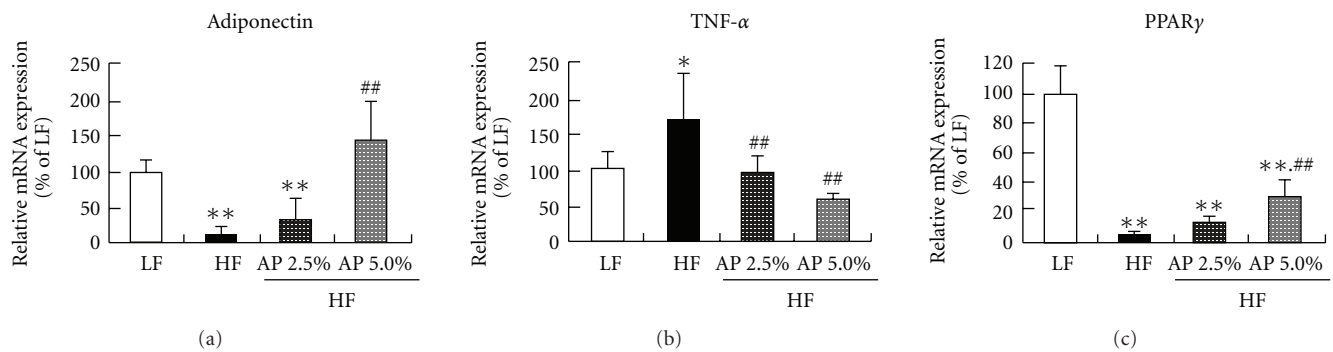 Adiponectin
Relative mRNA expression
(% of LF)
250
200
150
100
50
0
**
**
##
LF HF AP 2.5% AP 5.0%
HF
(a)
TNF-α
Relative mRNA expression
(% of LF)
250
200
150
100
50
0
*
##
##
LF HF AP 2.5% AP 5.0%
HF
(b)
PPARγ
Relative mRNA expression
(% of LF)
120
100
80
60
40
20
0
**
**
**.##
LF HF AP 2.5% AP 5.0%
HF
(c)